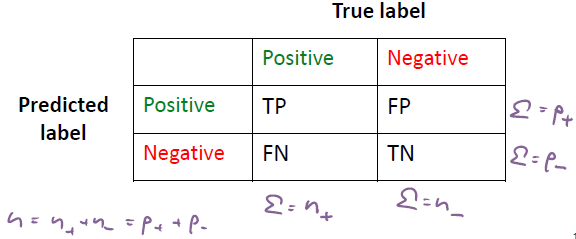 True label
Positive Negative
Predicted label
Positive TP FP Σ = p₊
Negative FN TN Σ = p₋
Σ = n₊ Σ = n₋
n = n₊ + n₋ = p₊ + p₋
1